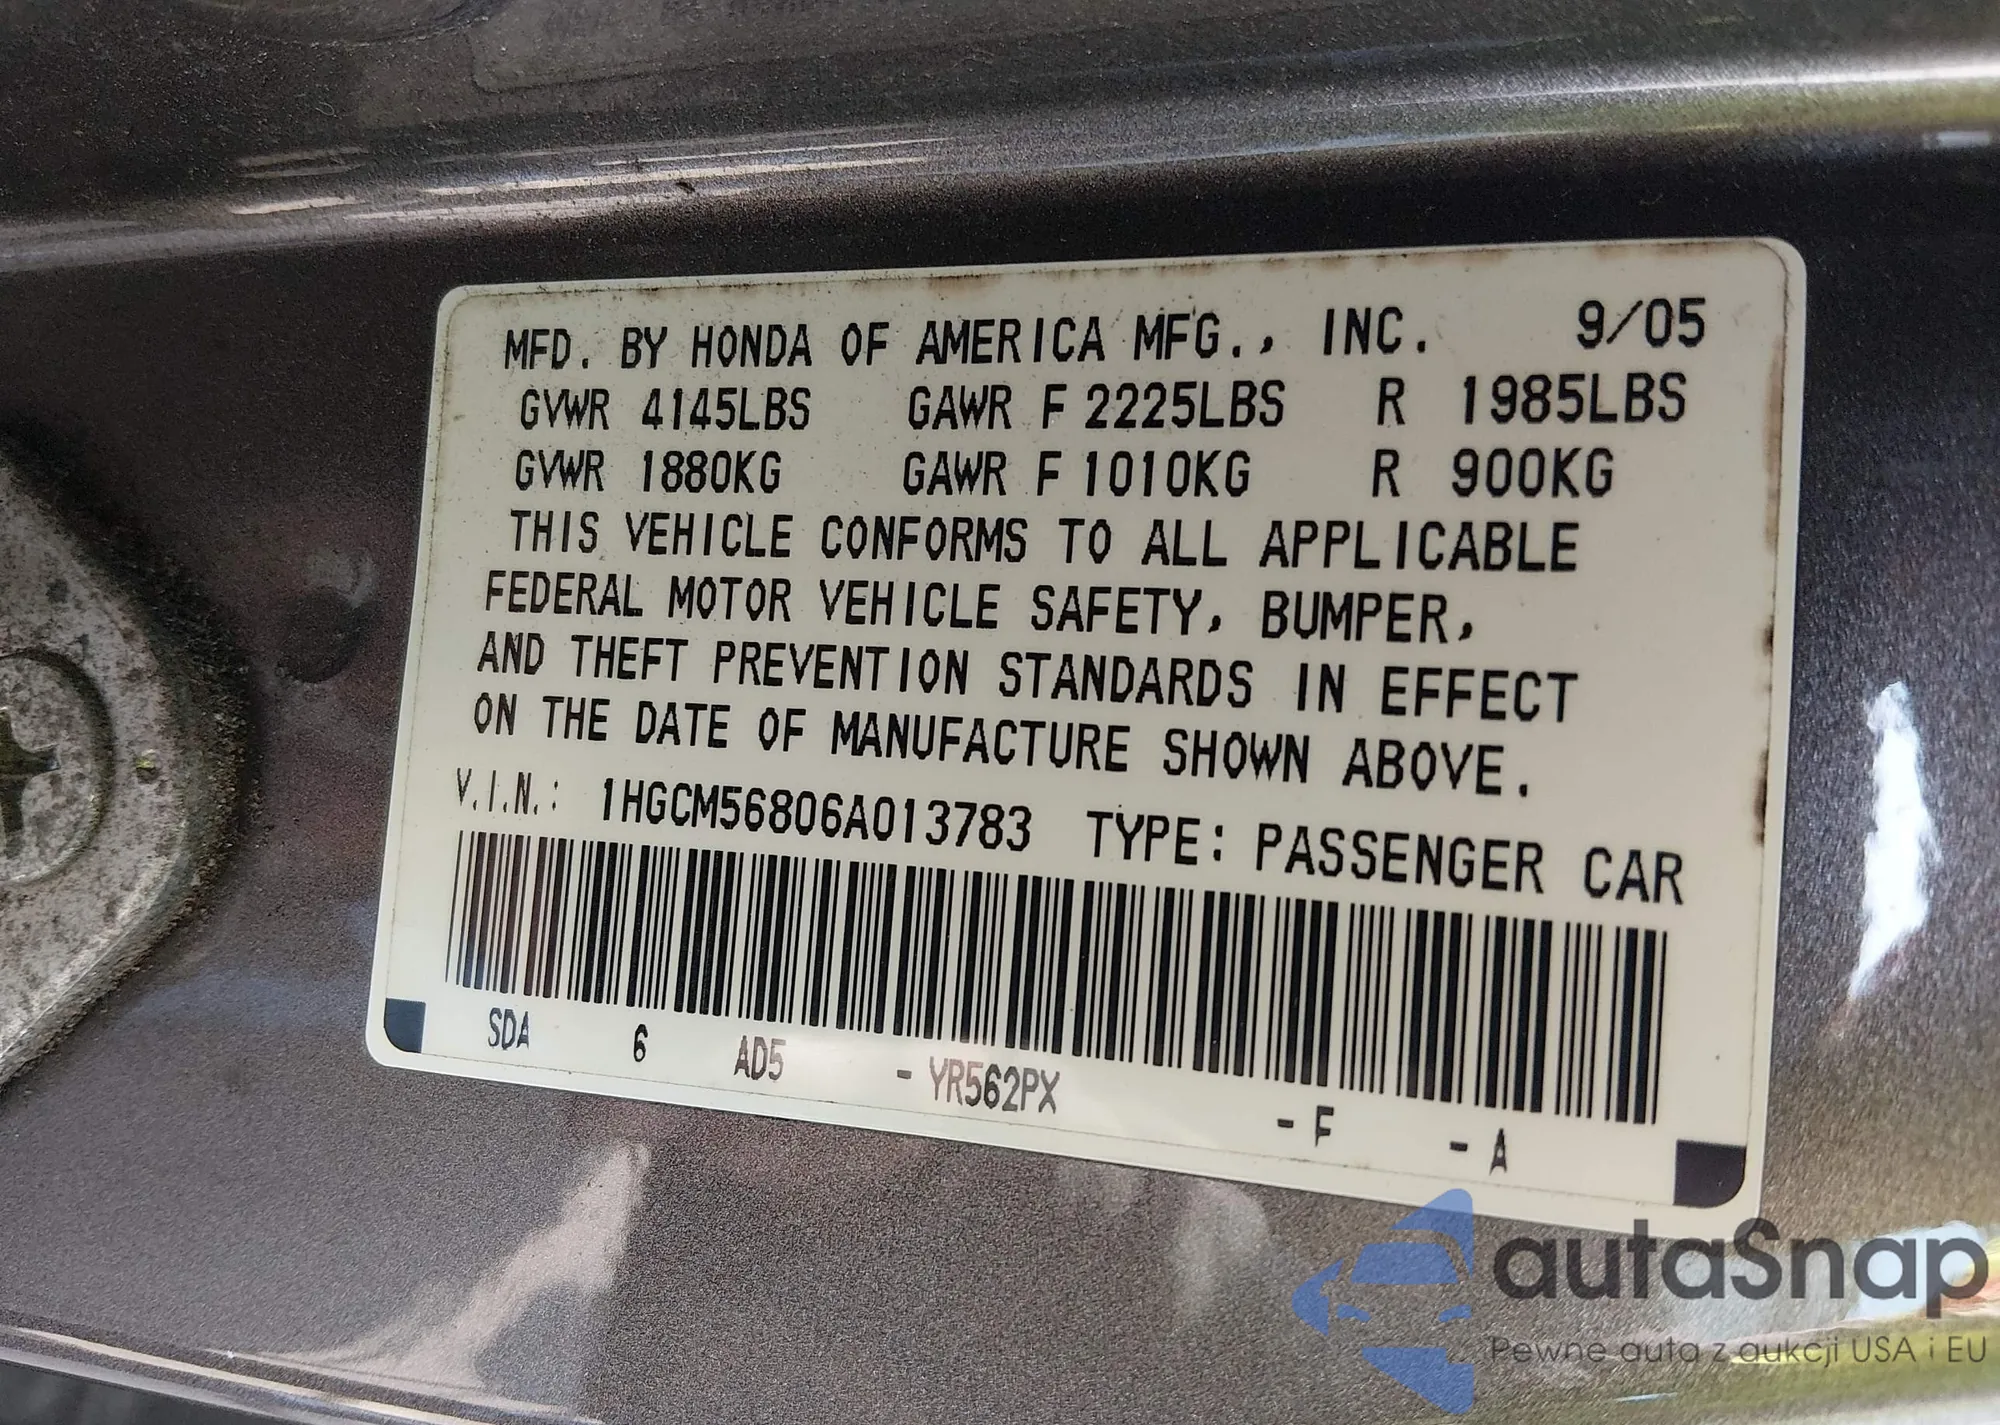 MFD. BY HONDA OF AMERICA MFG., INC. 9/05
GVWR 4145LBS GAWR F 2225LBS R 1985LBS
GVWR 1880KG GAWR F 1010KG R 900KG
THIS VEHICLE CONFORMS TO ALL APPLICABLE
FEDERAL MOTOR VEHICLE SAFETY, BUMPER,
AND THEFT PREVENTION STANDARDS IN EFFECT
ON THE DATE OF MANUFACTURE SHOWN ABOVE.
V.I.N.: 1HGCM56806A013783 TYPE: PASSENGER CAR
SDA 6 AD5 - YR562PX - F - A
autaSnap
Pewne auta z aukcji USA i EU